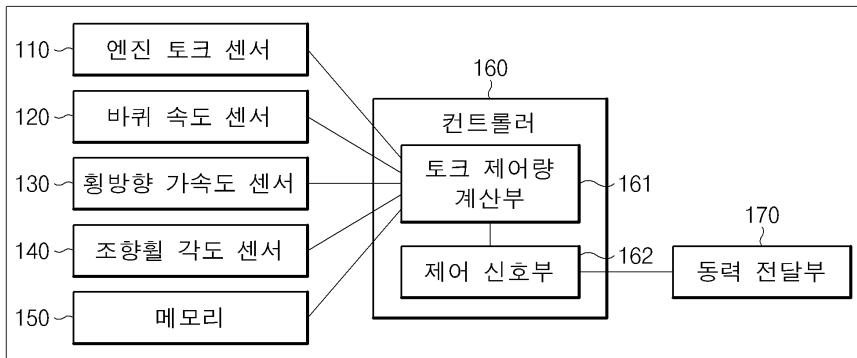 110
엔진 토크 센서
120
바퀴 속도 센서
130
횡방향 가속도 센서
140
조향휠 각도 센서
150
메모리
160
컨트롤러
토크 제어량
계산부
161
제어 신호부
162
170
동력 전달부